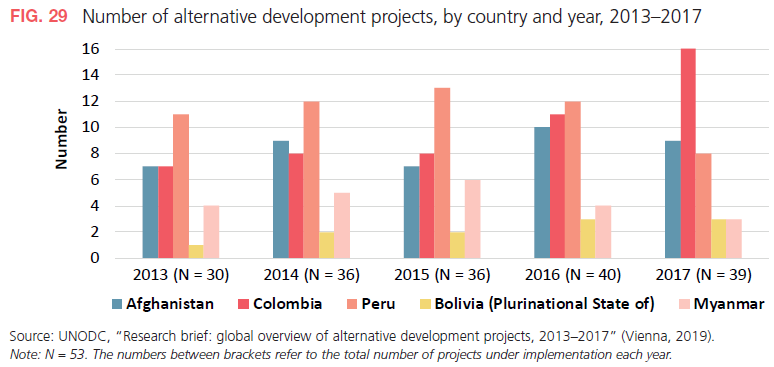 FIG. 29 Number of alternative development projects, by country and year, 2013–2017
Number
16
14
12
10
8
6
4
2
0
2013 (N = 30) 2014 (N = 36) 2015 (N = 36) 2016 (N = 40) 2017 (N = 39)
Afghanistan Colombia Peru Bolivia (Plurinational State of) Myanmar
Source: UNODC, “Research brief: global overview of alternative development projects, 2013–2017” (Vienna, 2019).
Note: N = 53. The numbers between brackets refer to the total number of projects under implementation each year.